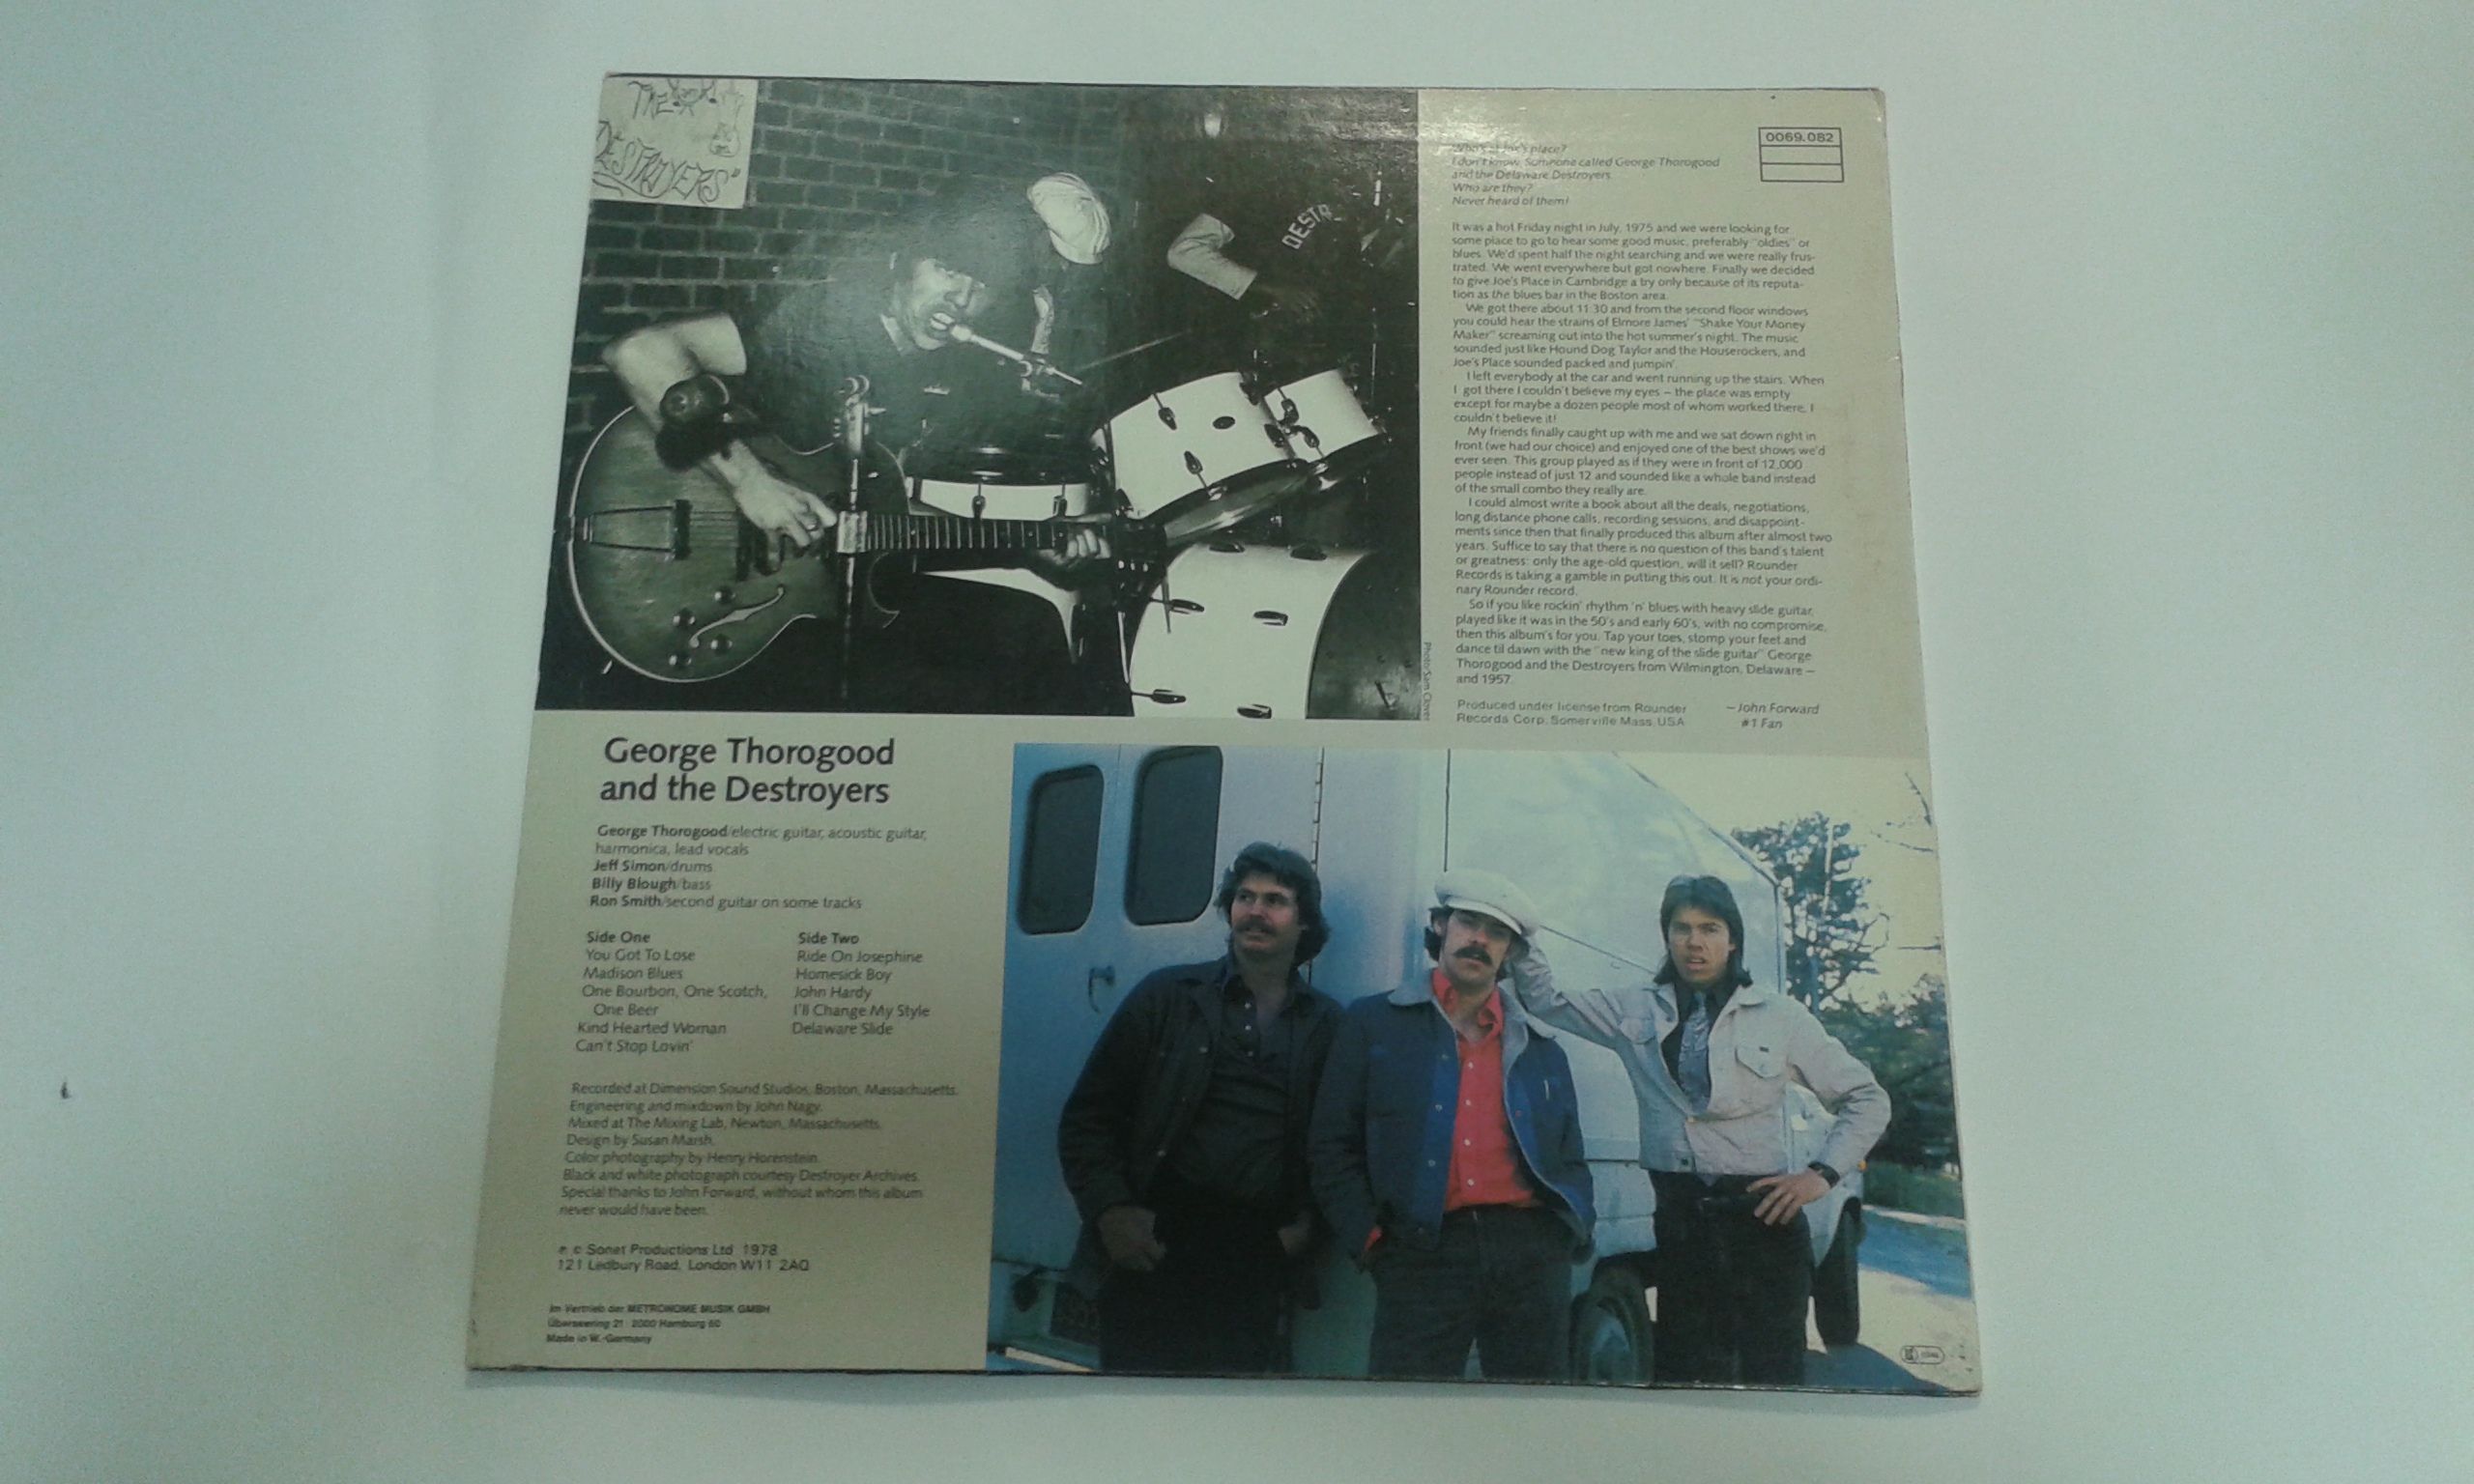 THE
DESTROYERS"
DESTR
0069.082
Who's at Joe's place?
I don't know. Someone called George Thorogood
and the Delaware Destroyers.
Who are they?
Never heard of them!
It was a hot Friday night in July, 1975 and we were looking for
some place to go to hear some good music, preferably "oldies" or
blues. We'd spent half the night searching and we were really frus-
trated. We went everywhere but got nowhere. Finally we decided
to give Joe's Place in Cambridge a try only because of its reputa-
tion as the blues bar in the Boston area.
We got there about 11:30 and from the second floor windows
you could hear the strains of Elmore James' "Shake Your Money
Maker" screaming out into the hot summer's night. The music
sounded just like Hound Dog Taylor and the Houserockers, and
Joe's Place sounded packed and jumpin'.
I left everybody at the car and went running up the stairs. When
I got there I couldn't believe my eyes – the place was empty
except for maybe a dozen people most of whom worked there. I
couldn't believe it!
My friends finally caught up with me and we sat down right in
front (we had our choice) and enjoyed one of the best shows we'd
ever seen. This group played as if they were in front of 12,000
people instead of just 12 and sounded like a whole band instead
of the small combo they really are.
I could almost write a book about all the deals, negotiations,
long distance phone calls, recording sessions, and disappoint-
ments since then that finally produced this album after almost two
years. Suffice to say that there is no question of this band's talent
or greatness: only the age-old question, will it sell? Rounder
Records is taking a gamble in putting this out. It is not your ordi-
nary Rounder record.
So if you like rockin' rhythm 'n' blues with heavy slide guitar,
played like it was in the 50's and early 60's, with no compromise,
then this album's for you. Tap your toes, stomp your feet and
dance til dawn with the "new king of the slide guitar" George
Thorogood and the Destroyers from Wilmington, Delaware –
and 1957.
–John Forward
#1 Fan
Produced under license from Rounder
Records Corp. Somerville Mass. USA
Photo: Sam
George Thorogood
and the Destroyers
George Thorogood/electric guitar, acoustic guitar,
harmonica, lead vocals
Jeff Simon/drums
Billy Blough/bass
Ron Smith/second guitar on some tracks
Side One
You Got To Lose
Madison Blues
One Bourbon, One Scotch,
One Beer
Kind Hearted Woman
Can't Stop Lovin'
Side Two
Ride On Josephine
Homesick Boy
John Hardy
I'll Change My Style
Delaware Slide
Recorded at Dimension Sound Studios, Boston, Massachusetts.
Engineering and mixdown by John Nagy.
Mixed at The Mixing Lab, Newton, Massachusetts.
Design by Susan Marsh.
Color photography by Henry Horenstein.
Black and white photograph courtesy Destroyer Archives.
Special thanks to John Forward, without whom this album
never would have been.
℗ © Sonet Productions Ltd 1978
121 Ledbury Road, London W11 2AQ
Im Vertrieb der METRONOME MUSIK GMBH
Überseering 21 · 2000 Hamburg 60
Made in W.-Germany